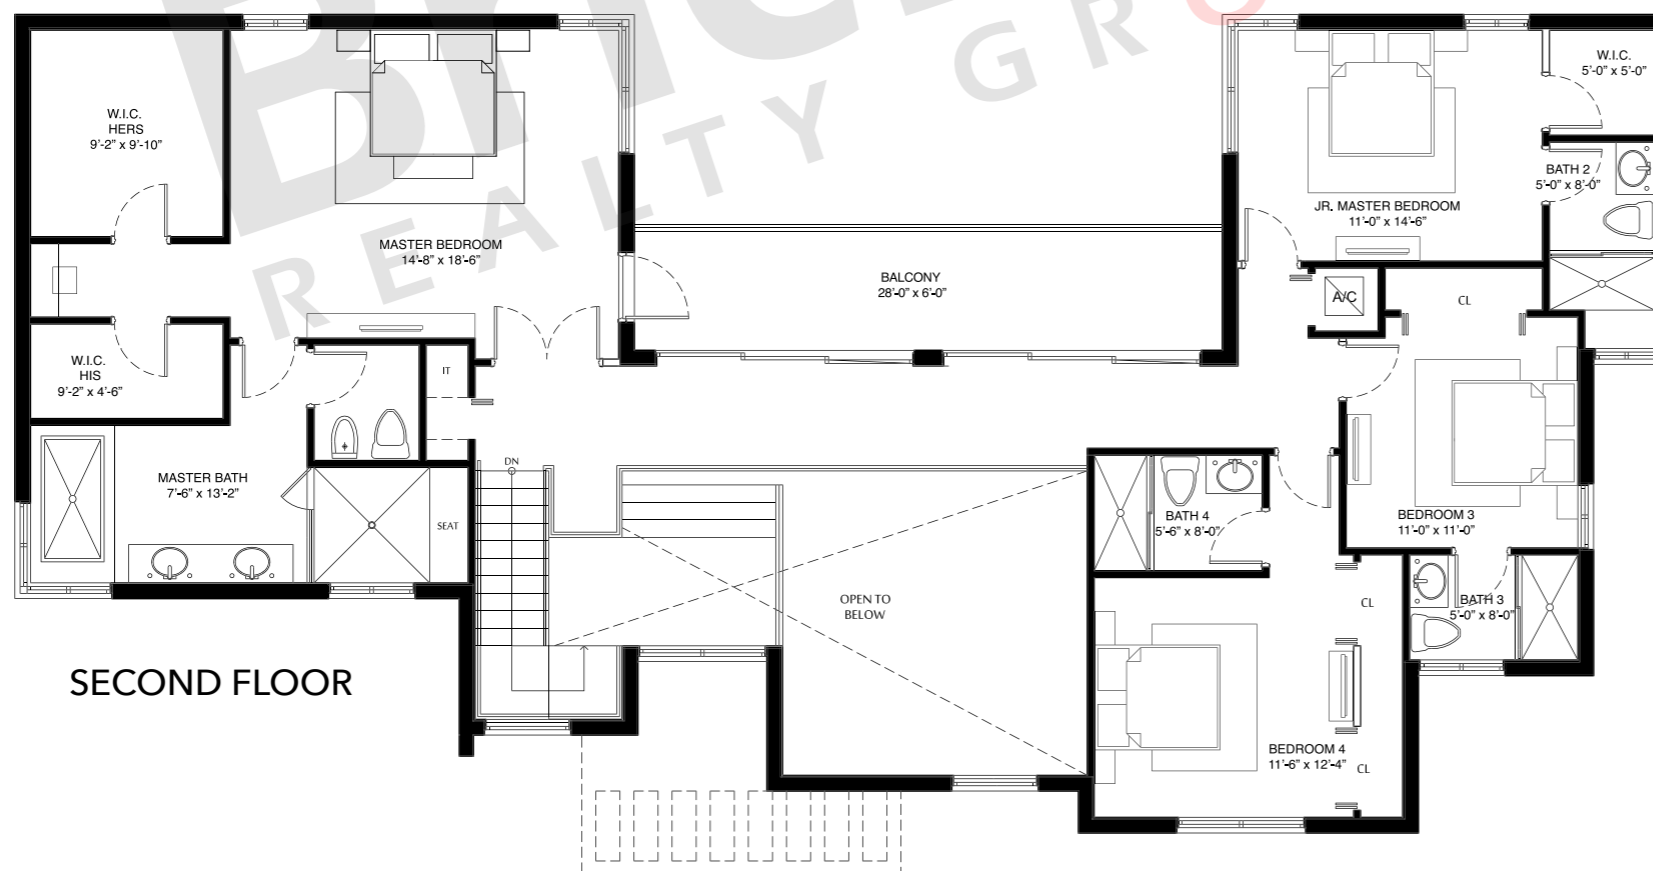 W.I.C.
HERS
9'-2" x 9'-10"
MASTER BEDROOM
14'-8" x 18'-6"
W.I.C.
HIS
9'-2" x 4'-6"
IT
MASTER BATH
7'-6" x 13'-2"
SEAT
DN
BALCONY
28'-0" x 6'-0"
OPEN TO
BELOW
JR. MASTER BEDROOM
11'-0" x 14'-6"
W.I.C.
5'-0" x 5'-0"
BATH 2
5'-0" x 8'-0"
A/C
CL
BEDROOM 3
11'-0" x 11'-0"
BATH 4
5'-6" x 8'-0"
BATH 3
5'-0" x 8'-0"
CL
BEDROOM 4
11'-6" x 12'-4"
CL
SECOND FLOOR
REALTY GRO